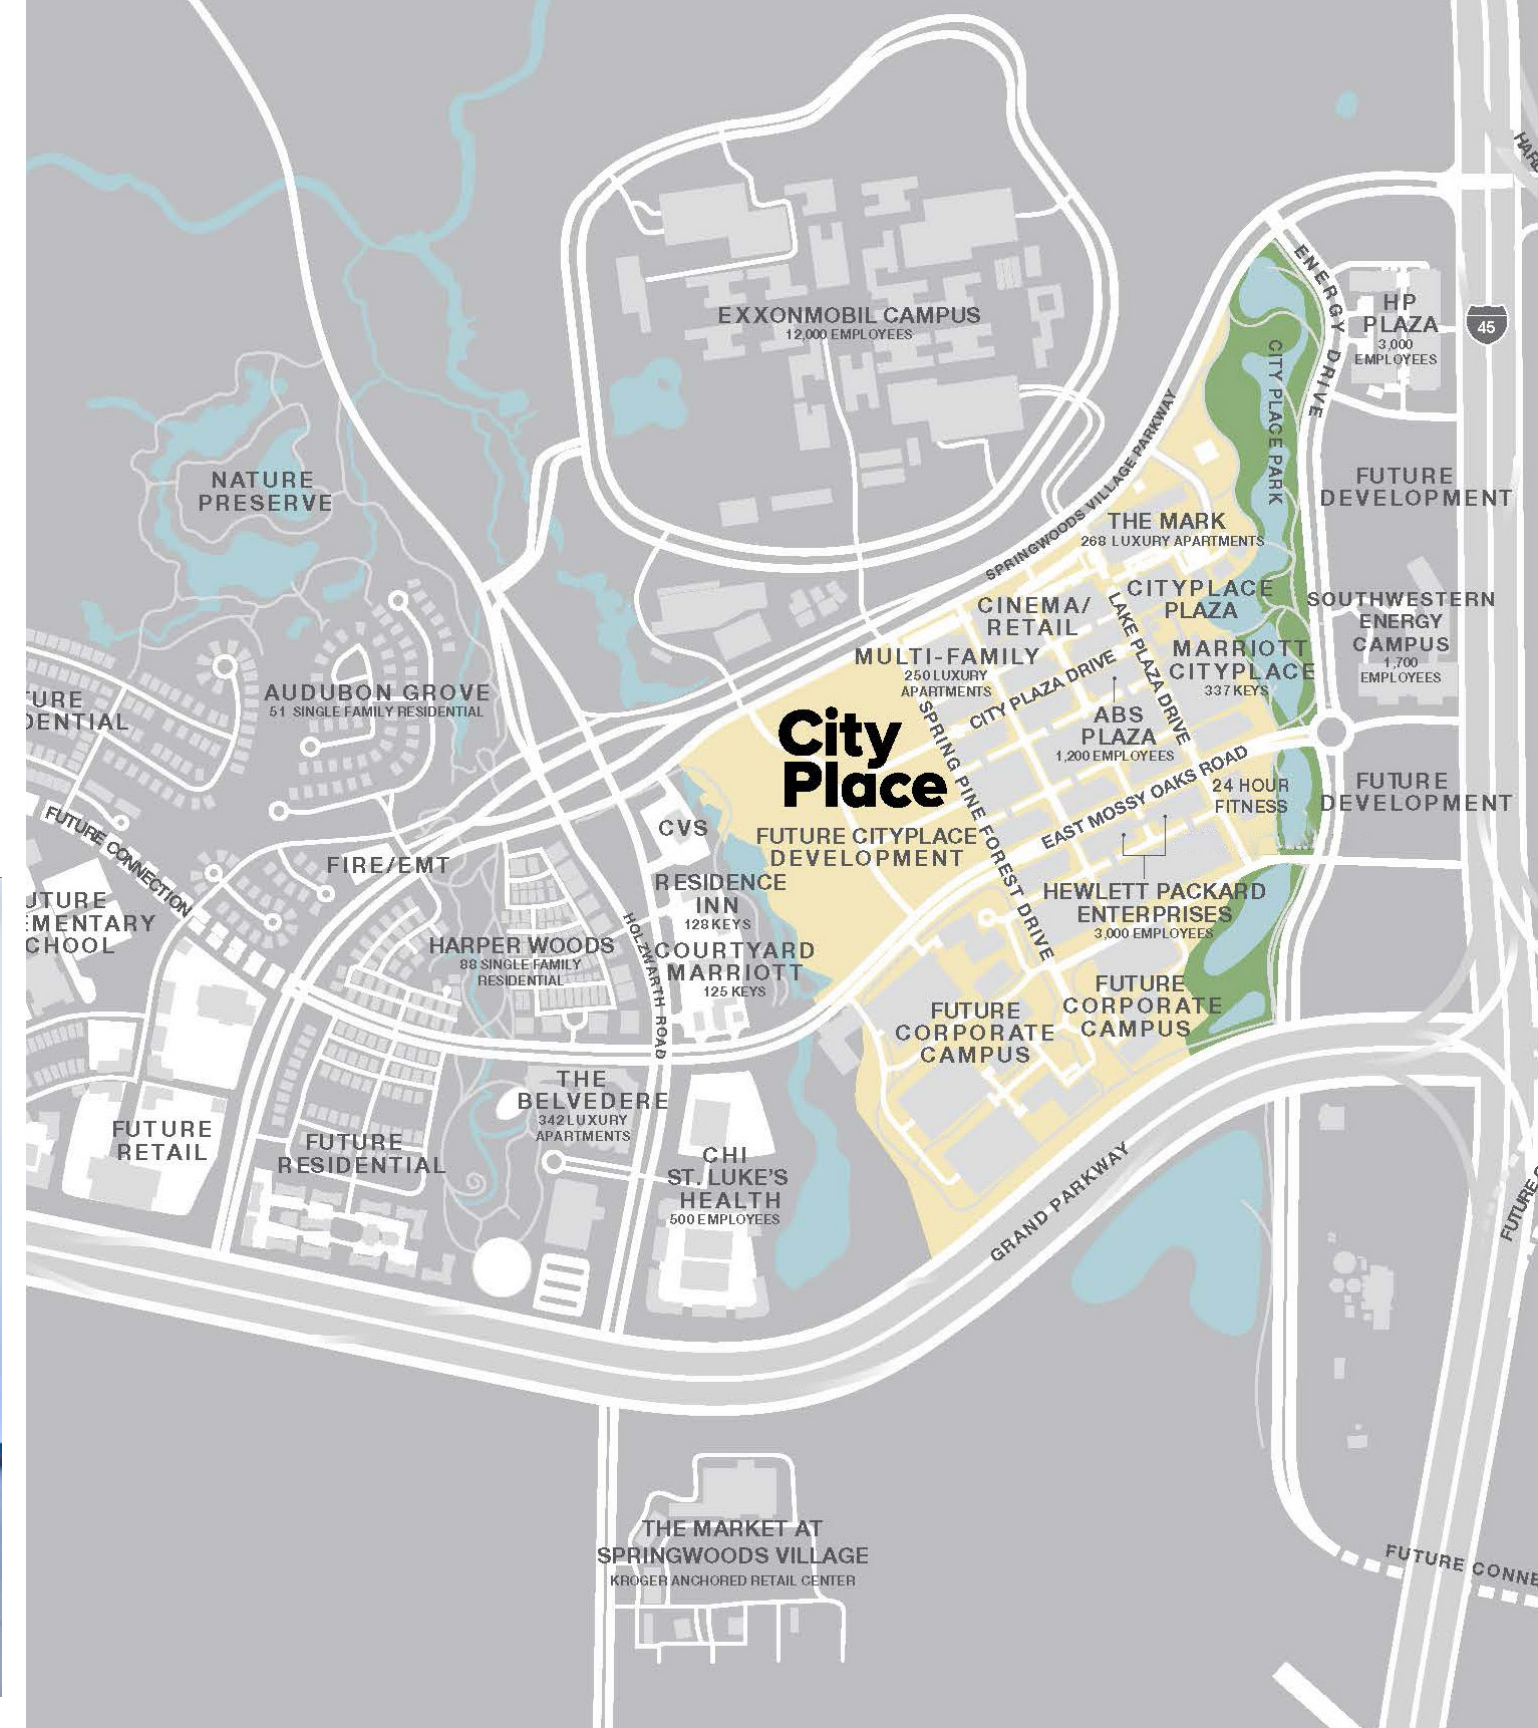 HAR
ENERGY DRIVE
HP
PLAZA
3,000
EMPLOYEES
45
EXXONMOBIL CAMPUS
12,000 EMPLOYEES
CITY PLACE PARK
SPRINGWOODS VILLAGE PARKWAY
NATURE
PRESERVE
FUTURE
DEVELOPMENT
THE MARK
268 LUXURY APARTMENTS
CITYPLACE
PLAZA
CINEMA/
RETAIL
LAKE PLAZA DRIVE
SOUTHWESTERN
ENERGY
CAMPUS
1,700
EMPLOYEES
MULTI-FAMILY
250 LUXURY
APARTMENTS
CITY PLAZA DRIVE
MARRIOTT
CITYPLACE
337 KEYS
URE
DENTIAL
AUDUBON GROVE
51 SINGLE FAMILY RESIDENTIAL
City
Place
SPRING PINE FOREST DRIVE
ABS
PLAZA
1,200 EMPLOYEES
EAST MOSSY OAKS ROAD
24 HOUR
FITNESS
FUTURE
DEVELOPMENT
FUTURE CONNECTION
CVS
FUTURE CITYPLACE
DEVELOPMENT
FIRE/EMT
RESIDENCE
INN
128 KEYS
HEWLETT PACKARD
ENTERPRISES
3,000 EMPLOYEES
UTURE
EMENTARY
CHOOL
HARPER WOODS
88 SINGLE FAMILY
RESIDENTIAL
HOLZWARTH ROAD
COURTYARD
MARRIOTT
125 KEYS
FUTURE
CORPORATE
CAMPUS
FUTURE
CORPORATE
CAMPUS
THE
BELVEDERE
342 LUXURY
APARTMENTS
FUTURE
RETAIL
FUTURE
RESIDENTIAL
CHI
ST. LUKE'S
HEALTH
500 EMPLOYEES
GRAND PARKWAY
FUTURE C
THE MARKET AT
SPRINGWOODS VILLAGE
KROGER ANCHORED RETAIL CENTER
FUTURE CONNE